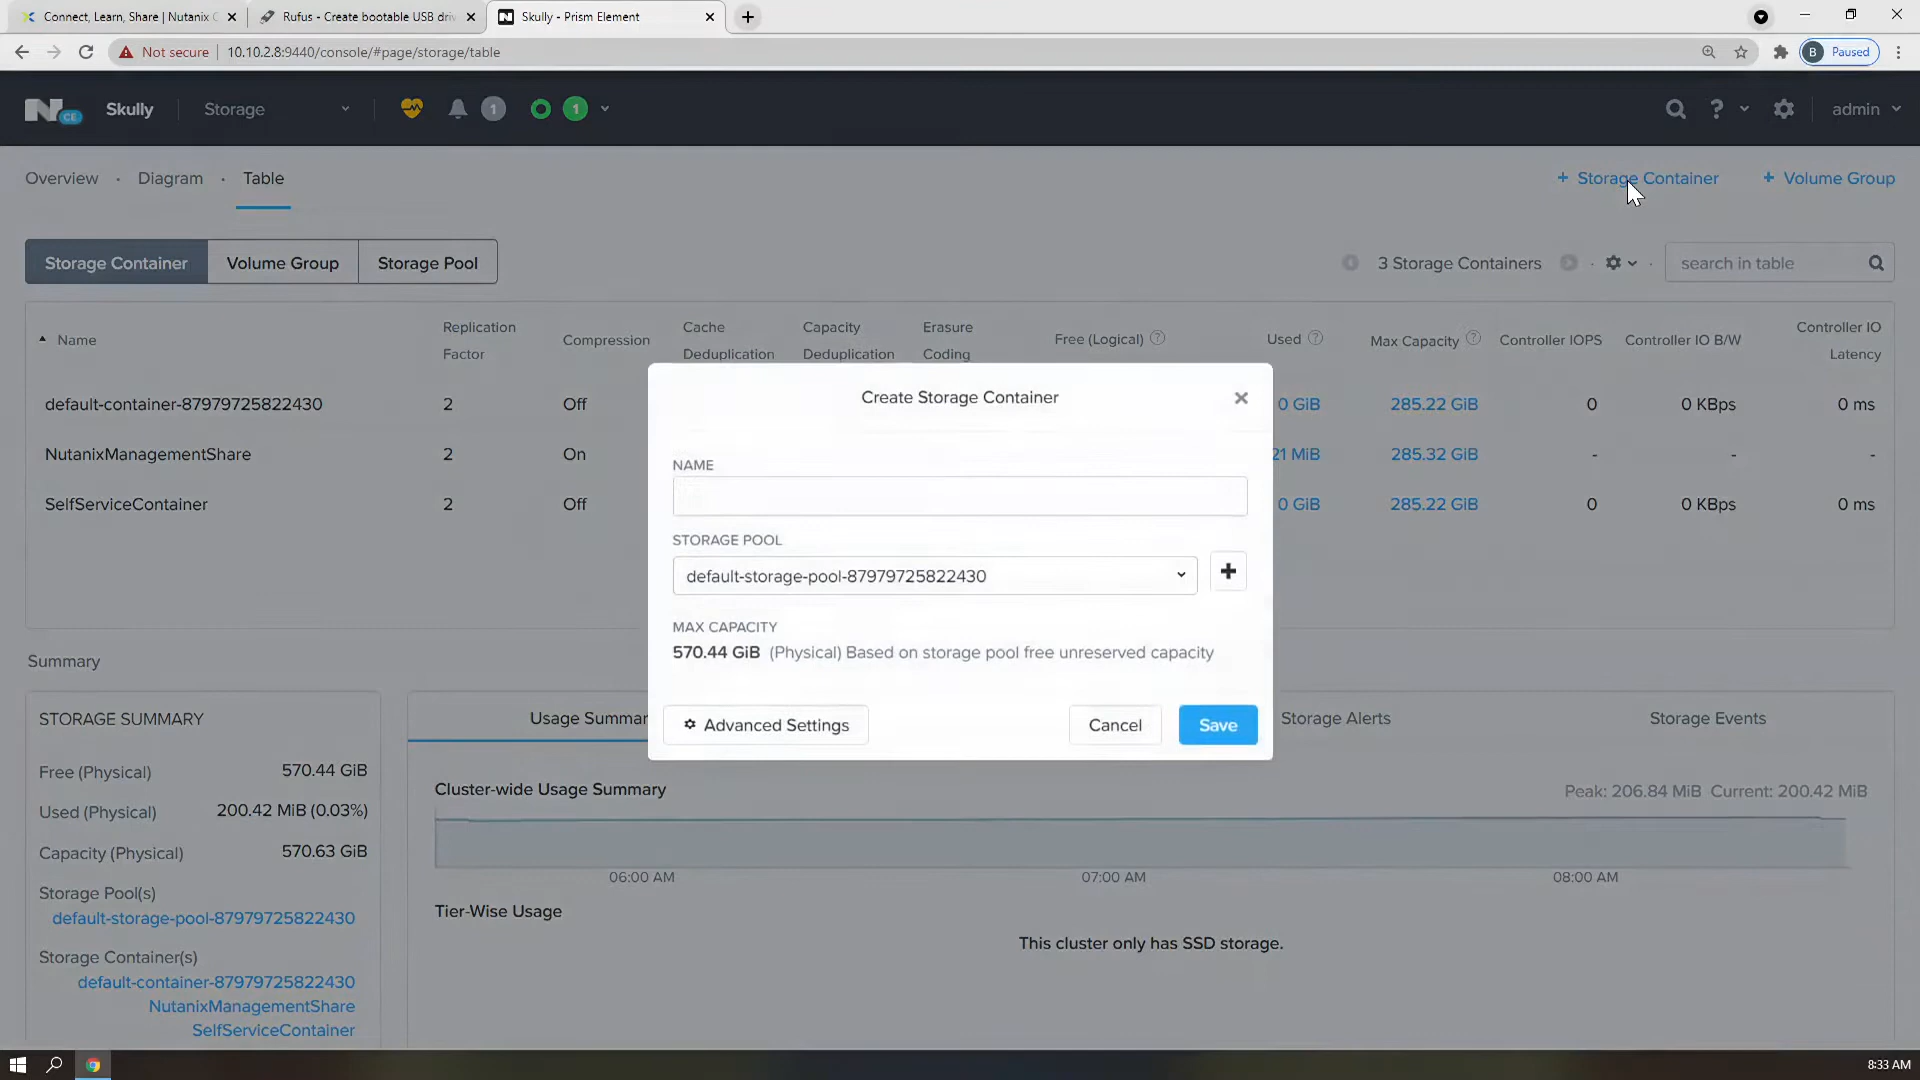 Connect, Learn, Share | Nutanix C
Rufus - Create bootable USB driv
Skully - Prism Element
Not secure
10.10.2.8:9440/console/#page/storage/table
B Paused
N CE Skully
Storage
1
1
?
admin
Overview · Diagram · Table
+ Storage Container
+ Volume Group
Storage Container
Volume Group
Storage Pool
3 Storage Containers
search in table
Name
Replication Factor
Compression
Cache Deduplication
Capacity Deduplication
Erasure Coding
Free (Logical) ?
Used ?
Max Capacity ?
Controller IOPS
Controller IO B/W
Controller IO Latency
default-container-87979725822430 2 Off 0 GiB 285.22 GiB 0 0 KBps 0 ms
NutanixManagementShare 2 On 21 MiB 285.32 GiB - - -
SelfServiceContainer 2 Off 0 GiB 285.22 GiB 0 0 KBps 0 ms
Create Storage Container
NAME
STORAGE POOL
default-storage-pool-87979725822430
MAX CAPACITY
570.44 GiB (Physical) Based on storage pool free unreserved capacity
Advanced Settings
Cancel
Save
Summary
STORAGE SUMMARY
Free (Physical) 570.44 GiB
Used (Physical) 200.42 MiB (0.03%)
Capacity (Physical) 570.63 GiB
Storage Pool(s)
default-storage-pool-87979725822430
Storage Container(s)
default-container-87979725822430
NutanixManagementShare
SelfServiceContainer
Usage Summar
Storage Alerts
Storage Events
Cluster-wide Usage Summary
Peak: 206.84 MiB Current: 200.42 MiB
06:00 AM
07:00 AM
08:00 AM
Tier-Wise Usage
This cluster only has SSD storage.
8:33 AM